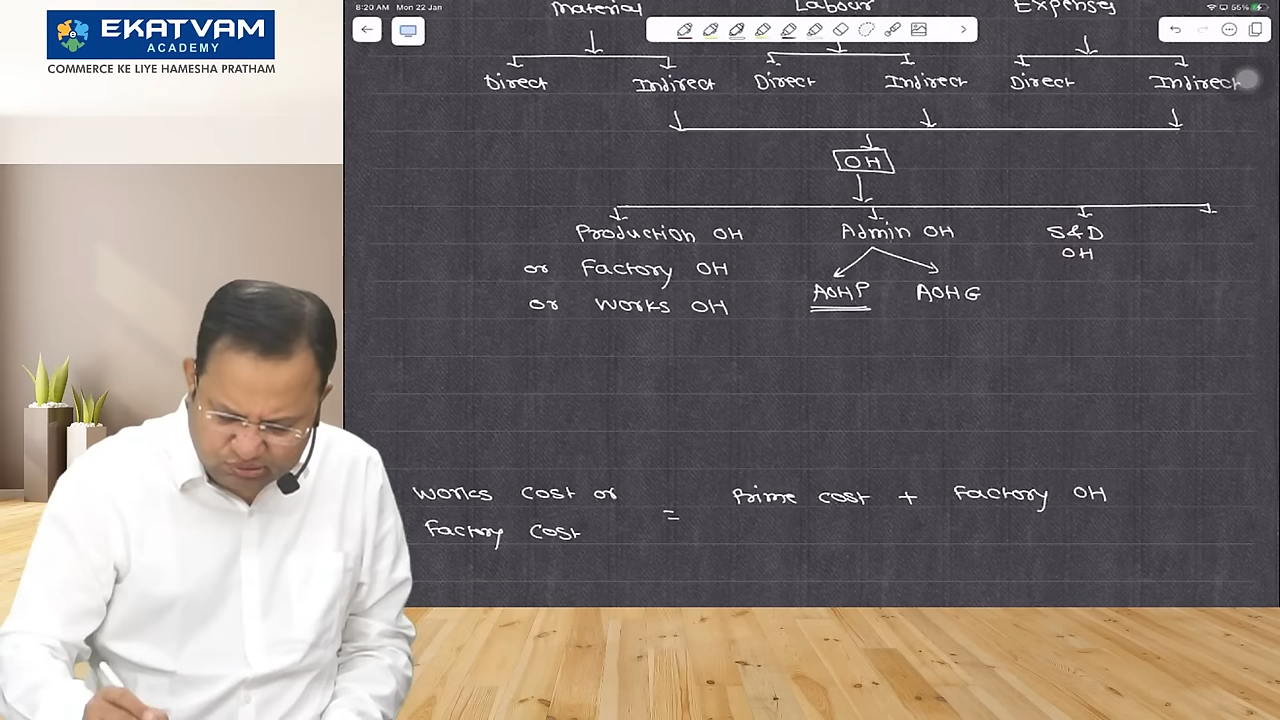 8:20 AM Mon 22 Jan
55%
EKATVAM
ACADEMY
COMMERCE KE LIYE HAMESHA PRATHAM
Material Labour Expenses
Direct Indirect Direct Indirect Direct Indirect
OH
Production OH Admin OH S&D
OH
or Factory OH
or Works OH AOHP AOHG
Works Cost or = Prime cost + Factory OH
Factory Cost